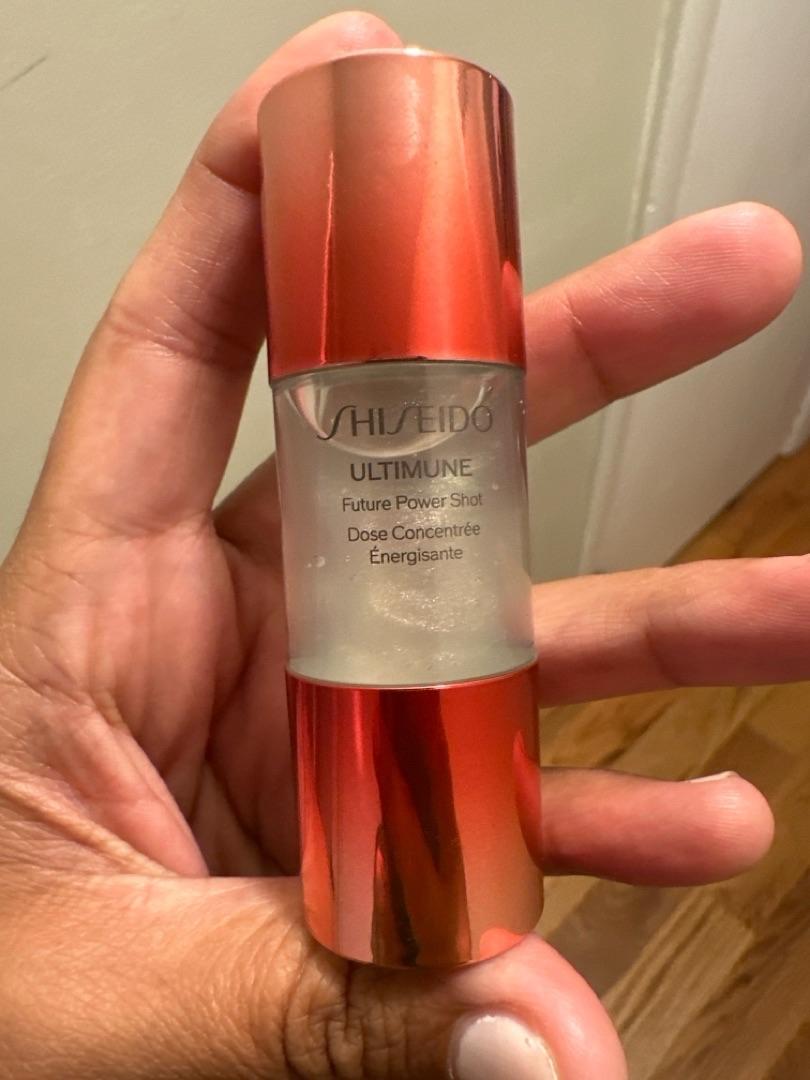 SHISEIDO
ULTIMUNE
Future Power Shot
Dose Concentrée
Énergisante